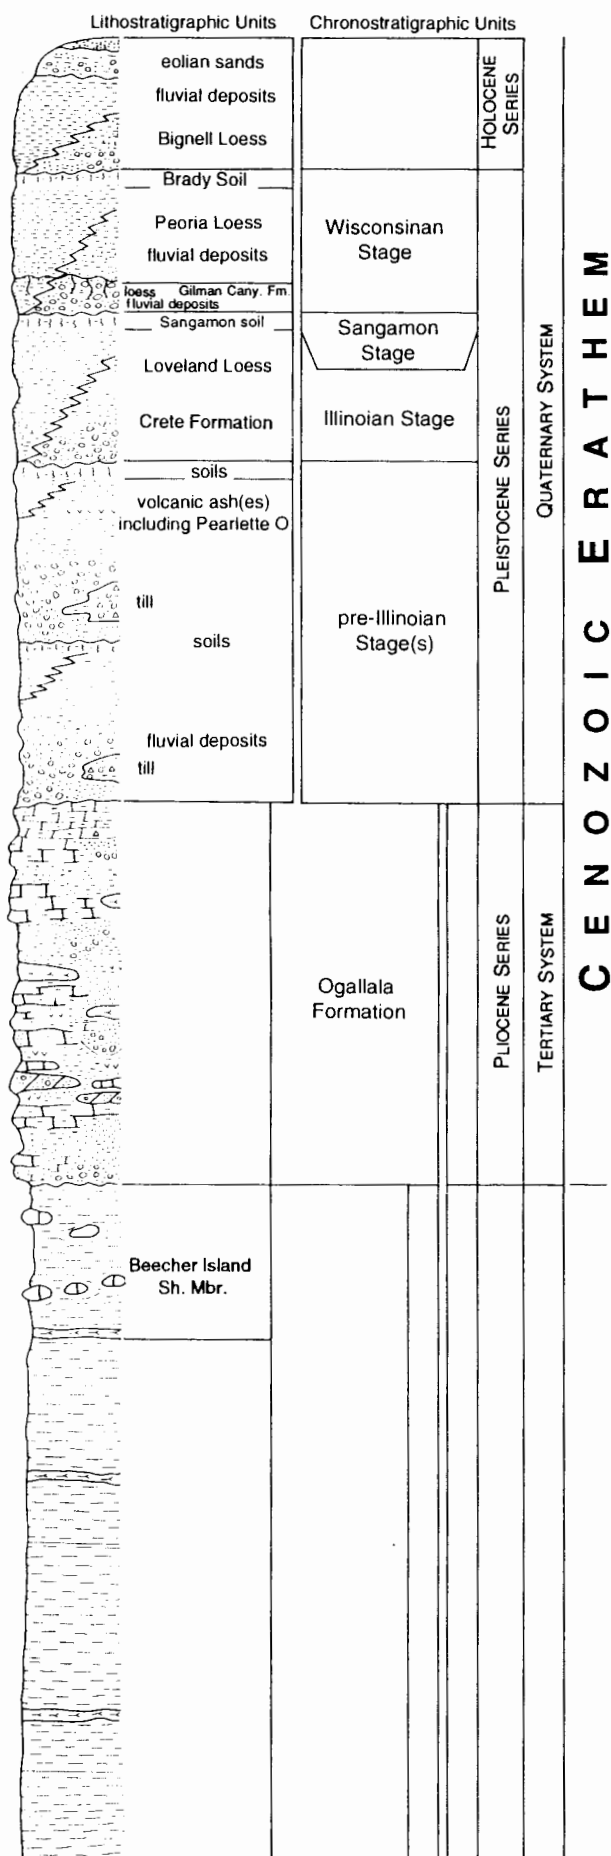 Lithostratigraphic Units
Chronostratigraphic Units
eolian sands
fluvial deposits
Bignell Loess
HOLOCENE
SERIES
Brady Soil
Peoria Loess
fluvial deposits
Wisconsinan
Stage
loess Gilman Cany. Fm.
fluvial deposits
Sangamon soil
Sangamon
Stage
Loveland Loess
Crete Formation
Illinoian Stage
soils
volcanic ash(es)
including Pearlette O
till
soils
fluvial deposits
till
pre-Illinoian
Stage(s)
PLEISTOCENE SERIES
QUATERNARY SYSTEM
CENOZOIC ERATHEM
Ogallala
Formation
PLIOCENE SERIES
TERTIARY SYSTEM
Beecher Island
Sh. Mbr.